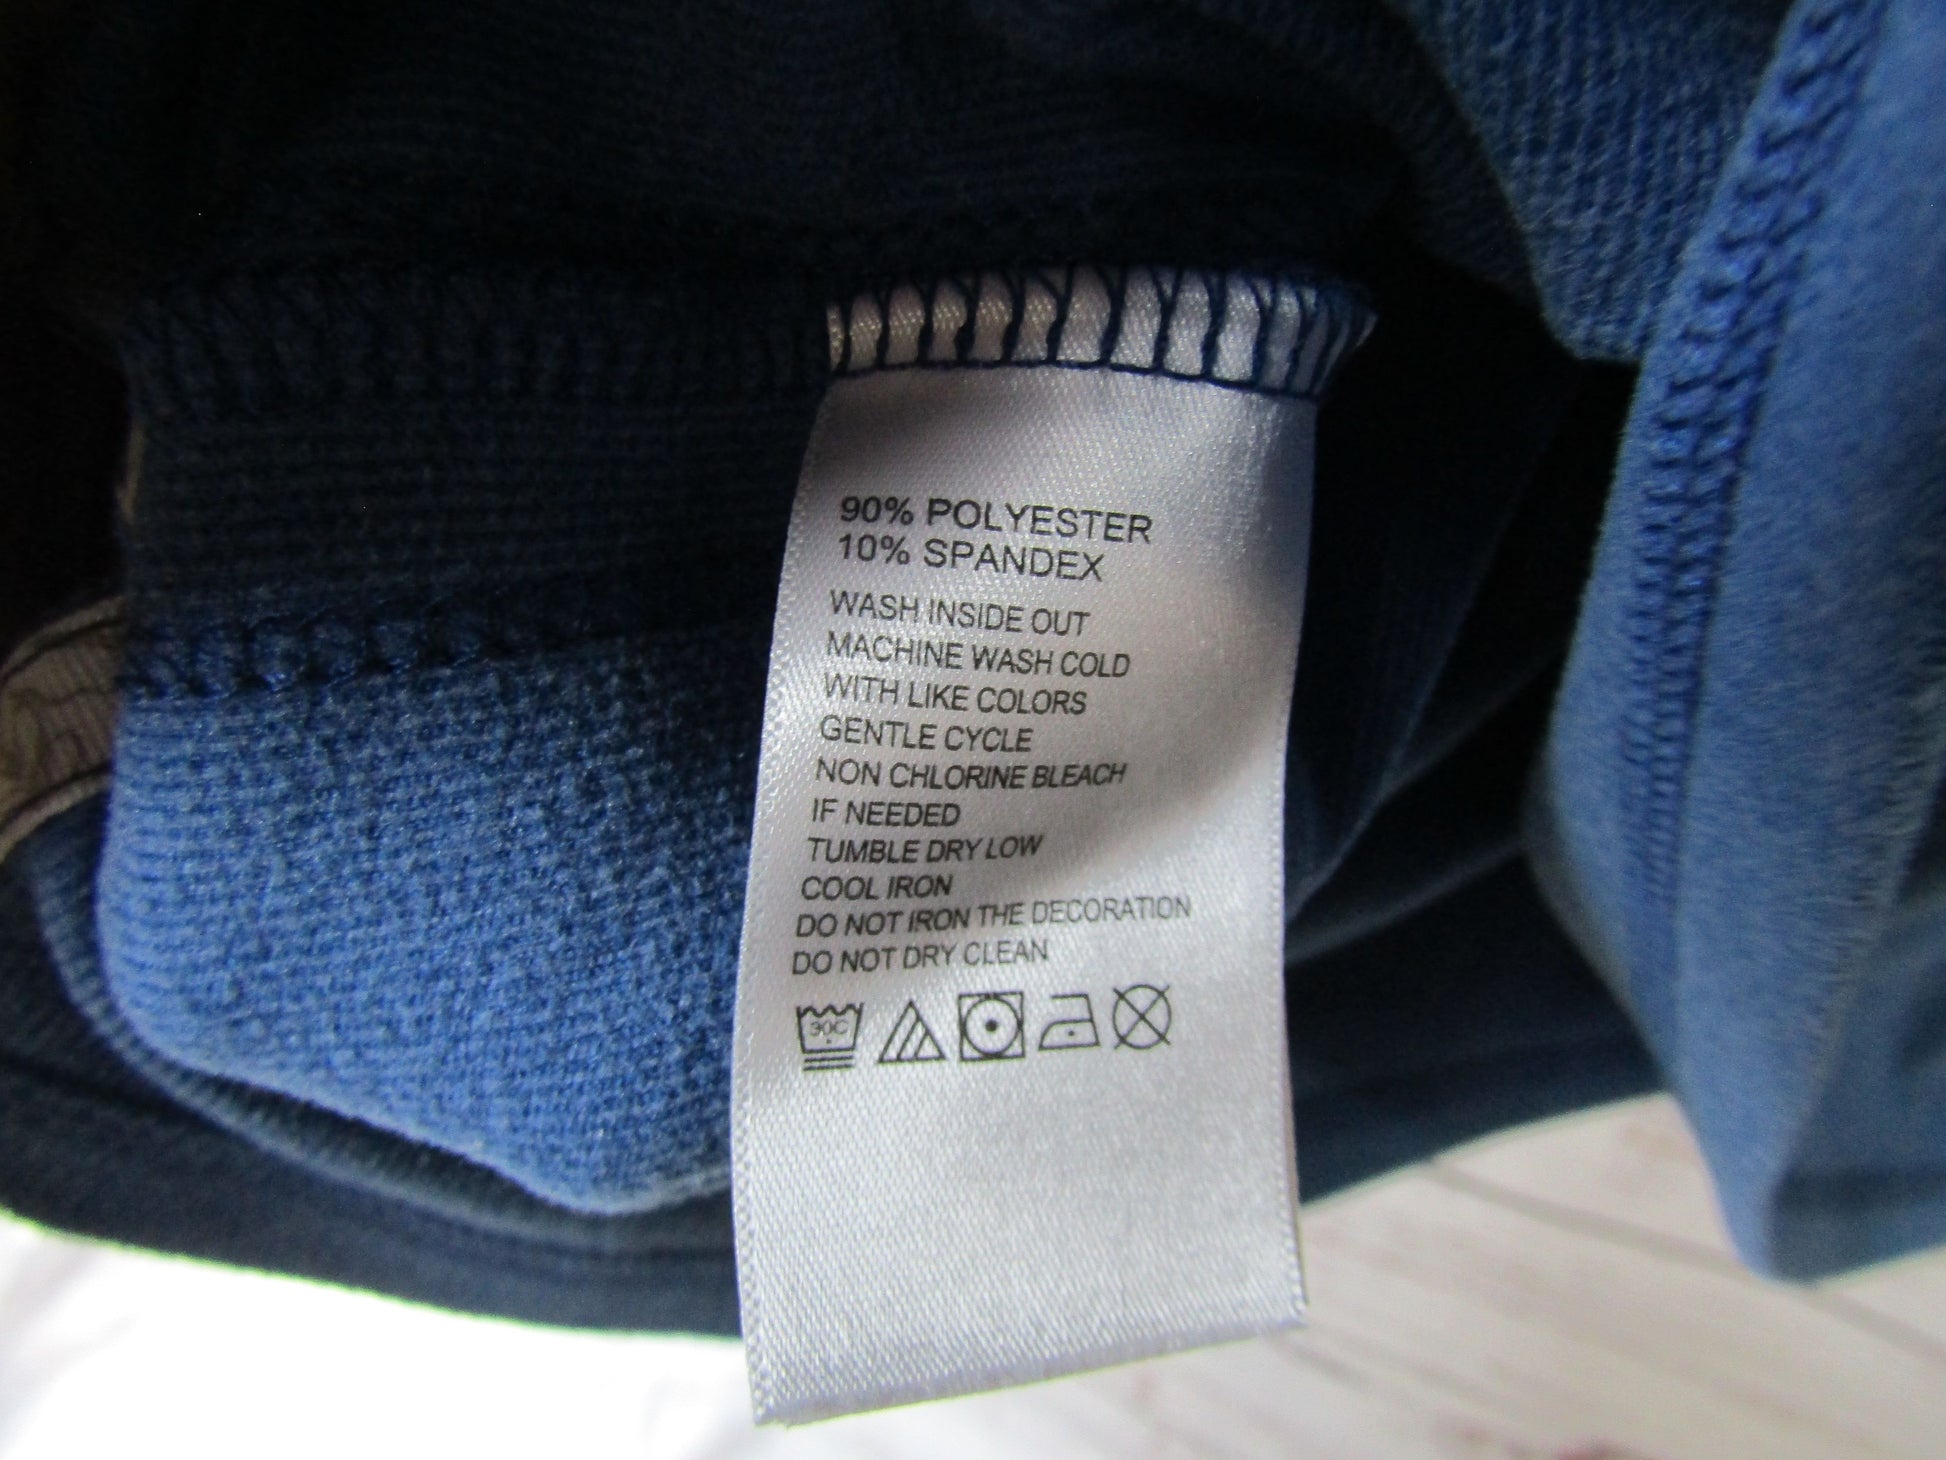 90% POLYESTER
10% SPANDEX
WASH INSIDE OUT
MACHINE WASH COLD
WITH LIKE COLORS
GENTLE CYCLE
NON CHLORINE BLEACH
IF NEEDED
TUMBLE DRY LOW
COOL IRON
DO NOT IRON THE DECORATION
DO NOT DRY CLEAN
30C